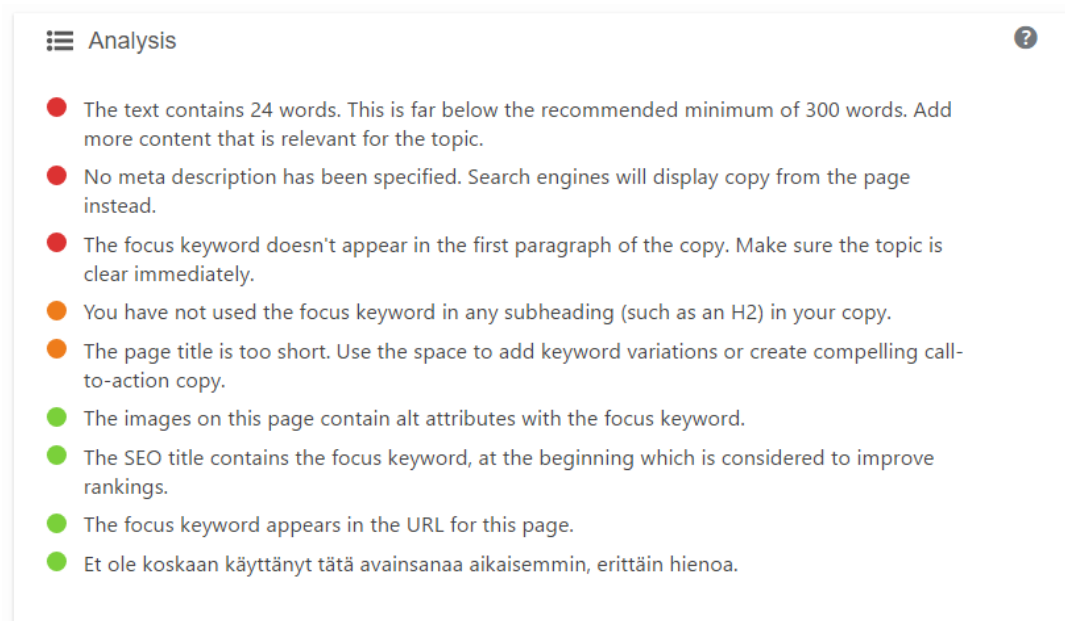 Analysis
?
The text contains 24 words. This is far below the recommended minimum of 300 words. Add
more content that is relevant for the topic.
No meta description has been specified. Search engines will display copy from the page
instead.
The focus keyword doesn't appear in the first paragraph of the copy. Make sure the topic is
clear immediately.
You have not used the focus keyword in any subheading (such as an H2) in your copy.
The page title is too short. Use the space to add keyword variations or create compelling call-
to-action copy.
The images on this page contain alt attributes with the focus keyword.
The SEO title contains the focus keyword, at the beginning which is considered to improve
rankings.
The focus keyword appears in the URL for this page.
Et ole koskaan käyttänyt tätä avainsanaa aikaisemmin, erittäin hienoa.